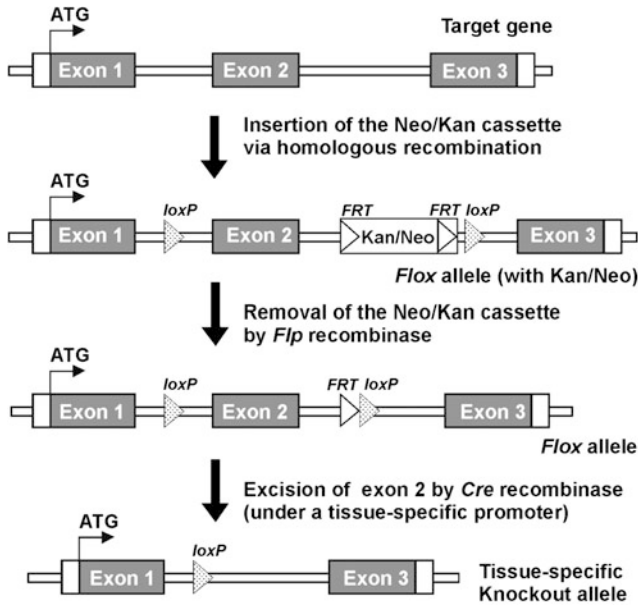 ATG
Target gene
Exon 1 Exon 2 Exon 3
Insertion of the Neo/Kan cassette
via homologous recombination
ATG
loxP FRT FRT loxP
Exon 1 Exon 2 Kan/Neo Exon 3
Flox allele (with Kan/Neo)
Removal of the Neo/Kan cassette
by Flp recombinase
ATG
loxP FRT loxP
Exon 1 Exon 2 Exon 3
Flox allele
Excision of exon 2 by Cre recombinase
(under a tissue-specific promoter)
ATG
loxP
Exon 1 Exon 3
Tissue-specific
Knockout allele